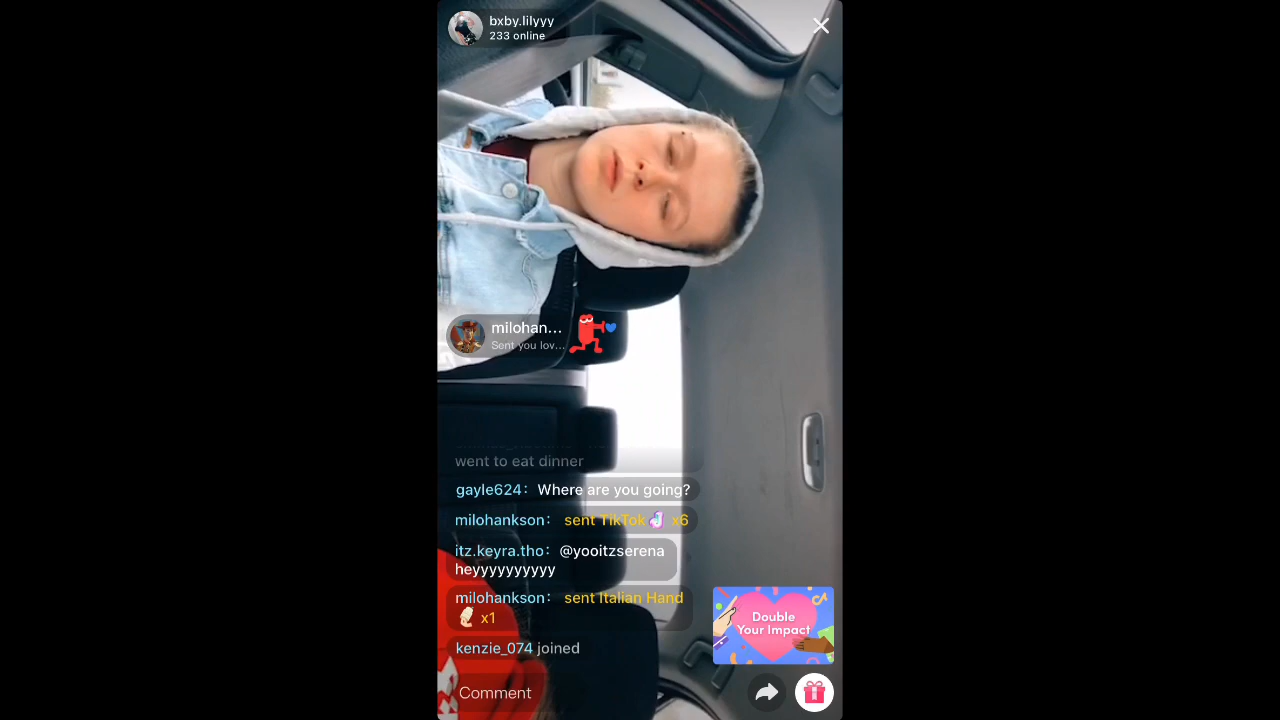 bxby.lilyyy
233 online
milohan...
Sent you lov...
went to eat dinner
gayle624: Where are you going?
milohankson: sent TikTok x6
itz.keyra.tho: @yooitzserena
heyyyyyyyyyy
milohankson: sent Italian Hand
x1
kenzie_074 joined
Double
Your Impact
Comment